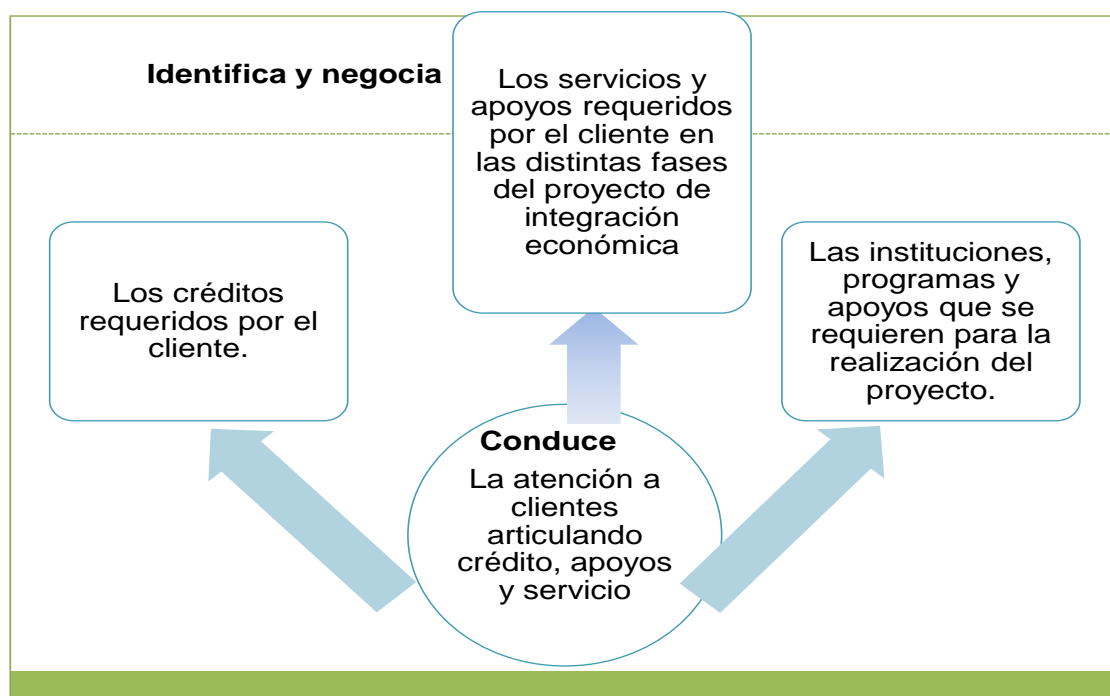 Identifica y negocia
Los servicios y
apoyos requeridos
por el cliente en
las distintas fases
del proyecto de
integración
económica
Los créditos
requeridos por el
cliente.
Las instituciones,
programas y
apoyos que se
requieren para la
realización del
proyecto.
Conduce
La atención a
clientes
articulando
crédito, apoyos
y servicio